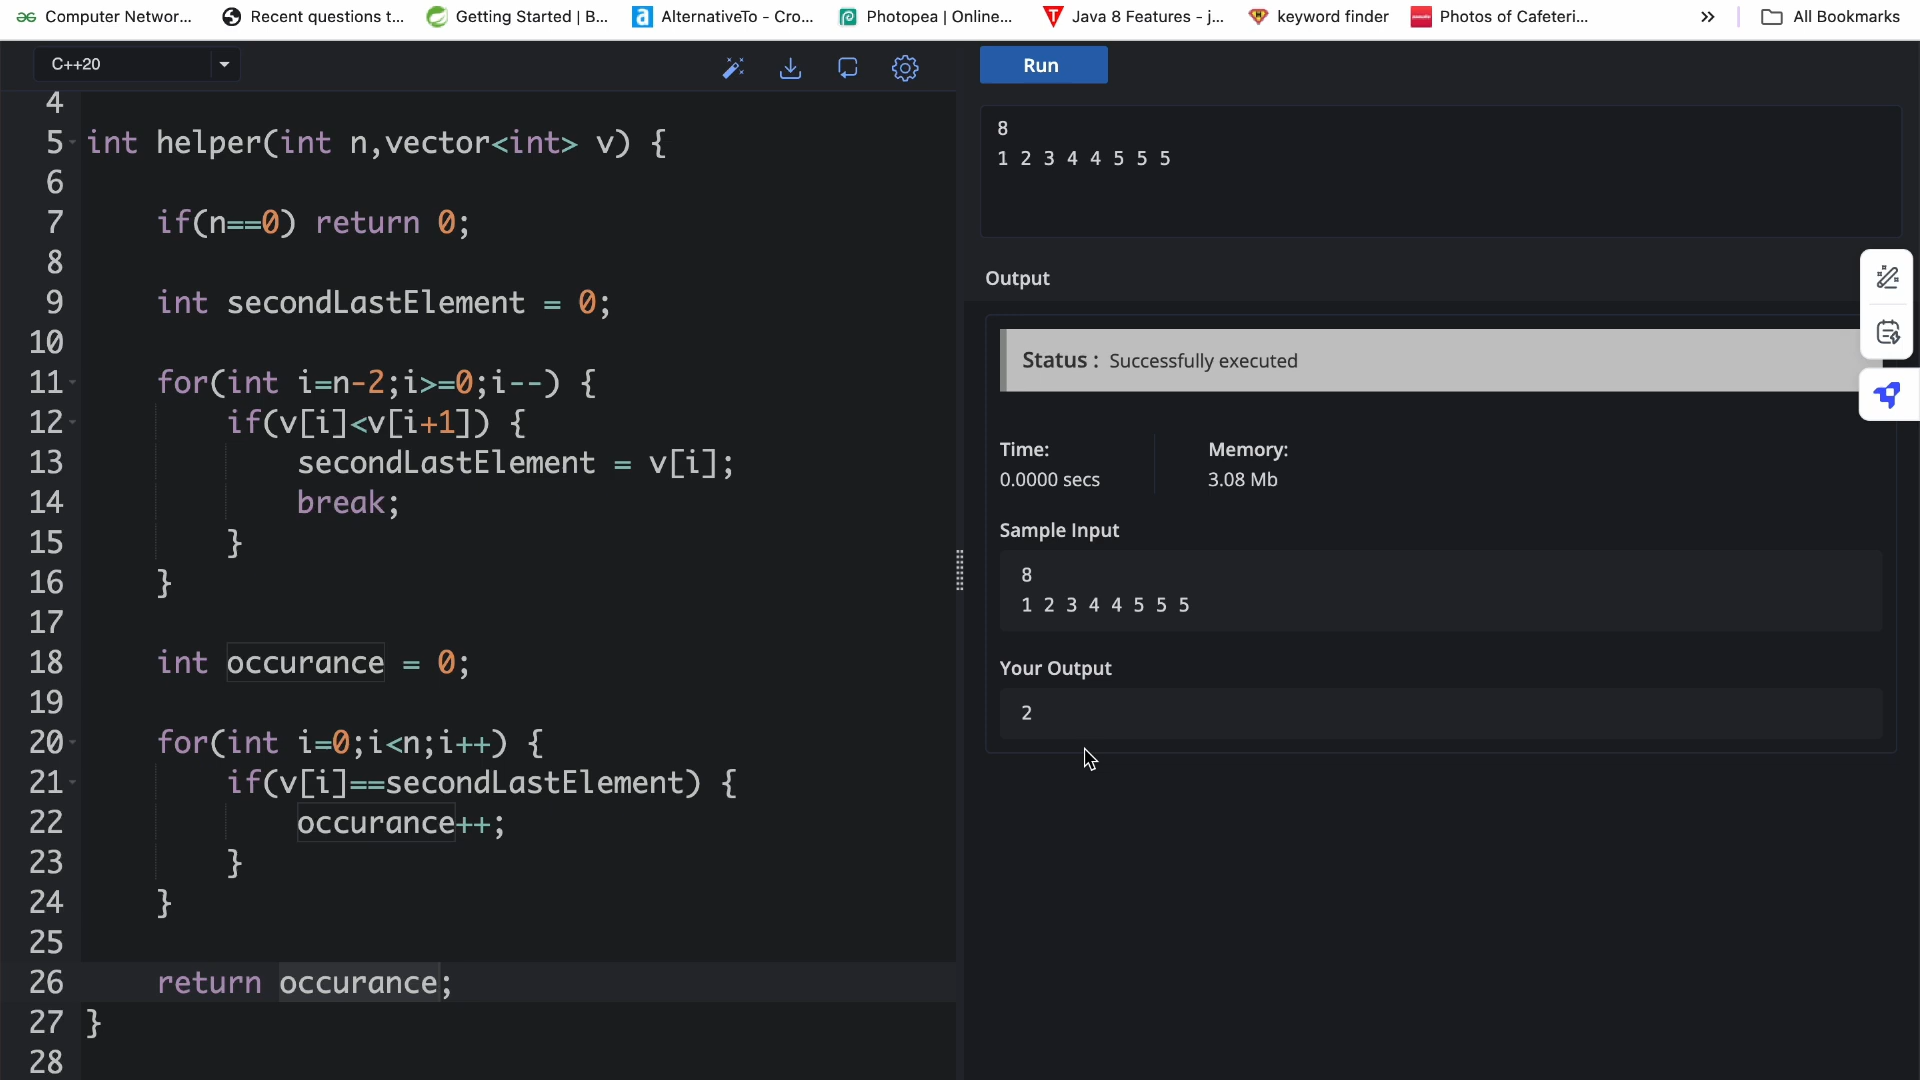 Computer Networ...
Recent questions t...
Getting Started | B...
AlternativeTo - Cro...
Photopea | Online...
Java 8 Features - j...
keyword finder
Photos of Cafeteri...
»
All Bookmarks
C++20
Run
4
5 int helper(int n,vector<int> v) {
6
7 if(n==0) return 0;
8
9 int secondLastElement = 0;
10
11 for(int i=n-2;i>=0;i--) {
12 if(v[i]<v[i+1]) {
13 secondLastElement = v[i];
14 break;
15 }
16 }
17
18 int occurance = 0;
19
20 for(int i=0;i<n;i++) {
21 if(v[i]==secondLastElement) {
22 occurance++;
23 }
24 }
25
26 return occurance;
27 }
28
8
1 2 3 4 4 5 5 5
Output
Status : Successfully executed
Time:
0.0000 secs
Memory:
3.08 Mb
Sample Input
8
1 2 3 4 4 5 5 5
Your Output
2